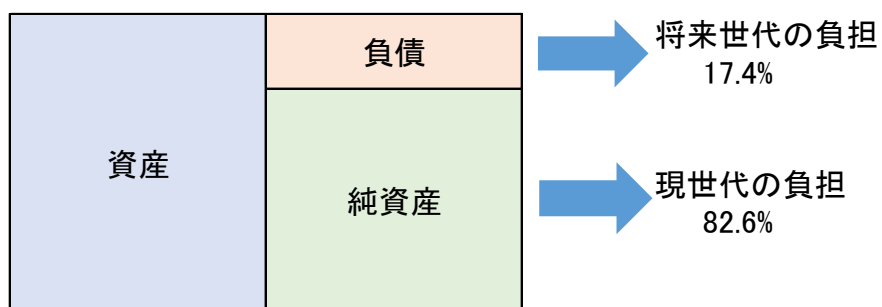 資産
負債
純資産
将来世代の負担
17.4%
現世代の負担
82.6%